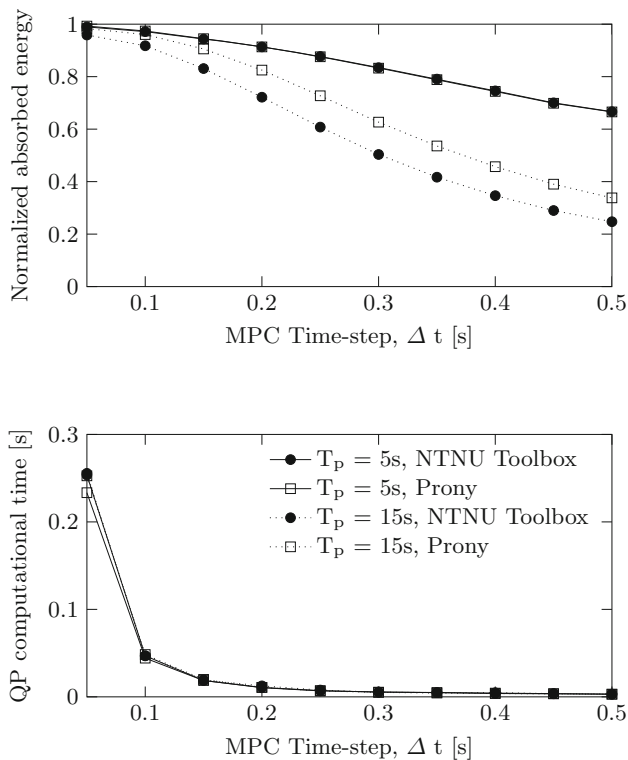 1
0.8
0.6
0.4
0.2
0
Normalized absorbed energy
0.1 0.2 0.3 0.4 0.5
MPC Time-step, Δ t [s]
0.3
0.2
0.1
0
QP computational time [s]
T_p = 5s, NTNU Toolbox
T_p = 5s, Prony
T_p = 15s, NTNU Toolbox
T_p = 15s, Prony
0.1 0.2 0.3 0.4 0.5
MPC Time-step, Δ t [s]